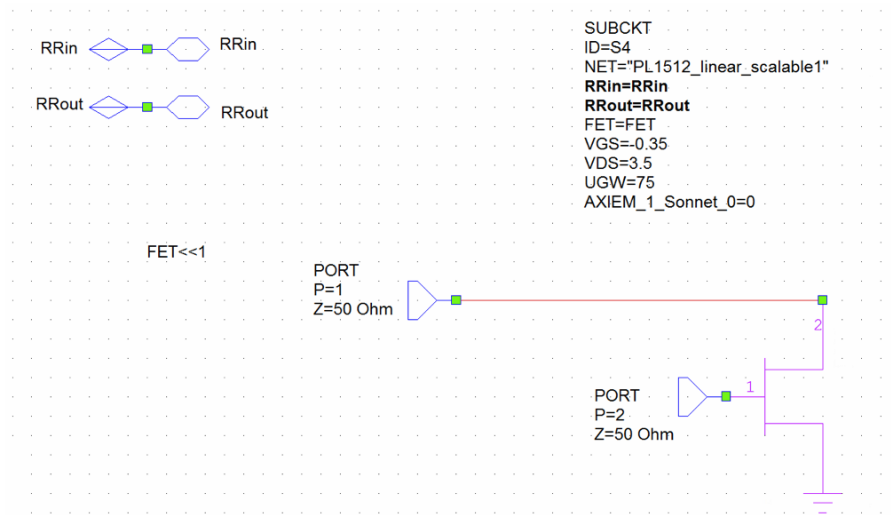 RRin
RRin
RRout
RRout
SUBCKT
ID=S4
NET="PL1512_linear_scalable1"
RRin=RRin
RRout=RRout
FET=FET
VGS=-0.35
VDS=3.5
UGW=75
AXIEM_1_Sonnet_0=0
FET<<1
PORT
P=1
Z=50 Ohm
2
1
PORT
P=2
Z=50 Ohm